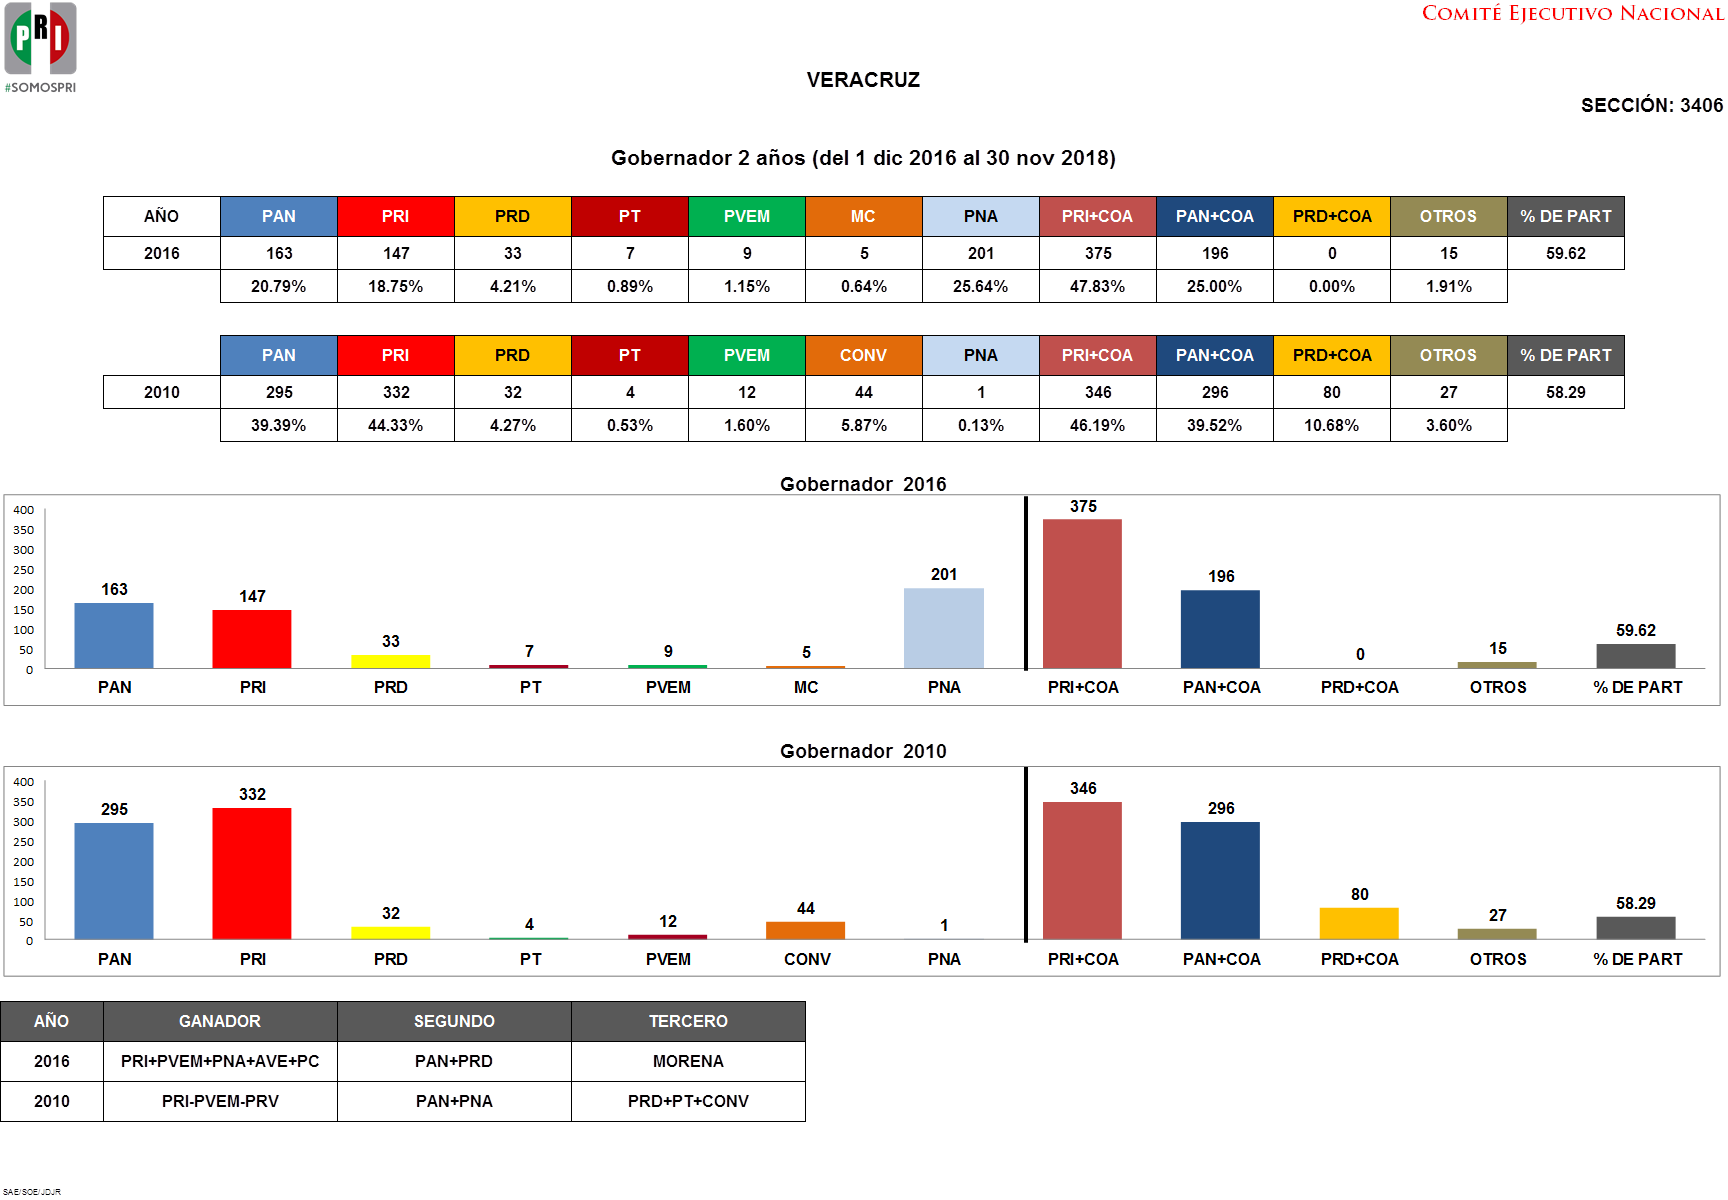 PRI
#SOMOSPRI
COMITÉ EJECUTIVO NACIONAL
VERACRUZ
SECCIÓN: 3406
Gobernador 2 años (del 1 dic 2016 al 30 nov 2018)
AÑO PAN PRI PRD PT PVEM MC PNA PRI+COA PAN+COA PRD+COA OTROS % DE PART
2016 163 147 33 7 9 5 201 375 196 0 15 59.62
20.79% 18.75% 4.21% 0.89% 1.15% 0.64% 25.64% 47.83% 25.00% 0.00% 1.91%
PAN PRI PRD PT PVEM CONV PNA PRI+COA PAN+COA PRD+COA OTROS % DE PART
2010 295 332 32 4 12 44 1 346 296 80 27 58.29
39.39% 44.33% 4.27% 0.53% 1.60% 5.87% 0.13% 46.19% 39.52% 10.68% 3.60%
Gobernador 2016
400
350
300
250
200
150
100
50
0
163 147 33 7 9 5 201 375 196 0 15 59.62
PAN PRI PRD PT PVEM MC PNA PRI+COA PAN+COA PRD+COA OTROS % DE PART
Gobernador 2010
400
350
300
250
200
150
100
50
0
295 332 32 4 12 44 1 346 296 80 27 58.29
PAN PRI PRD PT PVEM CONV PNA PRI+COA PAN+COA PRD+COA OTROS % DE PART
AÑO GANADOR SEGUNDO TERCERO
2016 PRI+PVEM+PNA+AVE+PC PAN+PRD MORENA
2010 PRI-PVEM-PRV PAN+PNA PRD+PT+CONV
SAE/SOE/JDJR